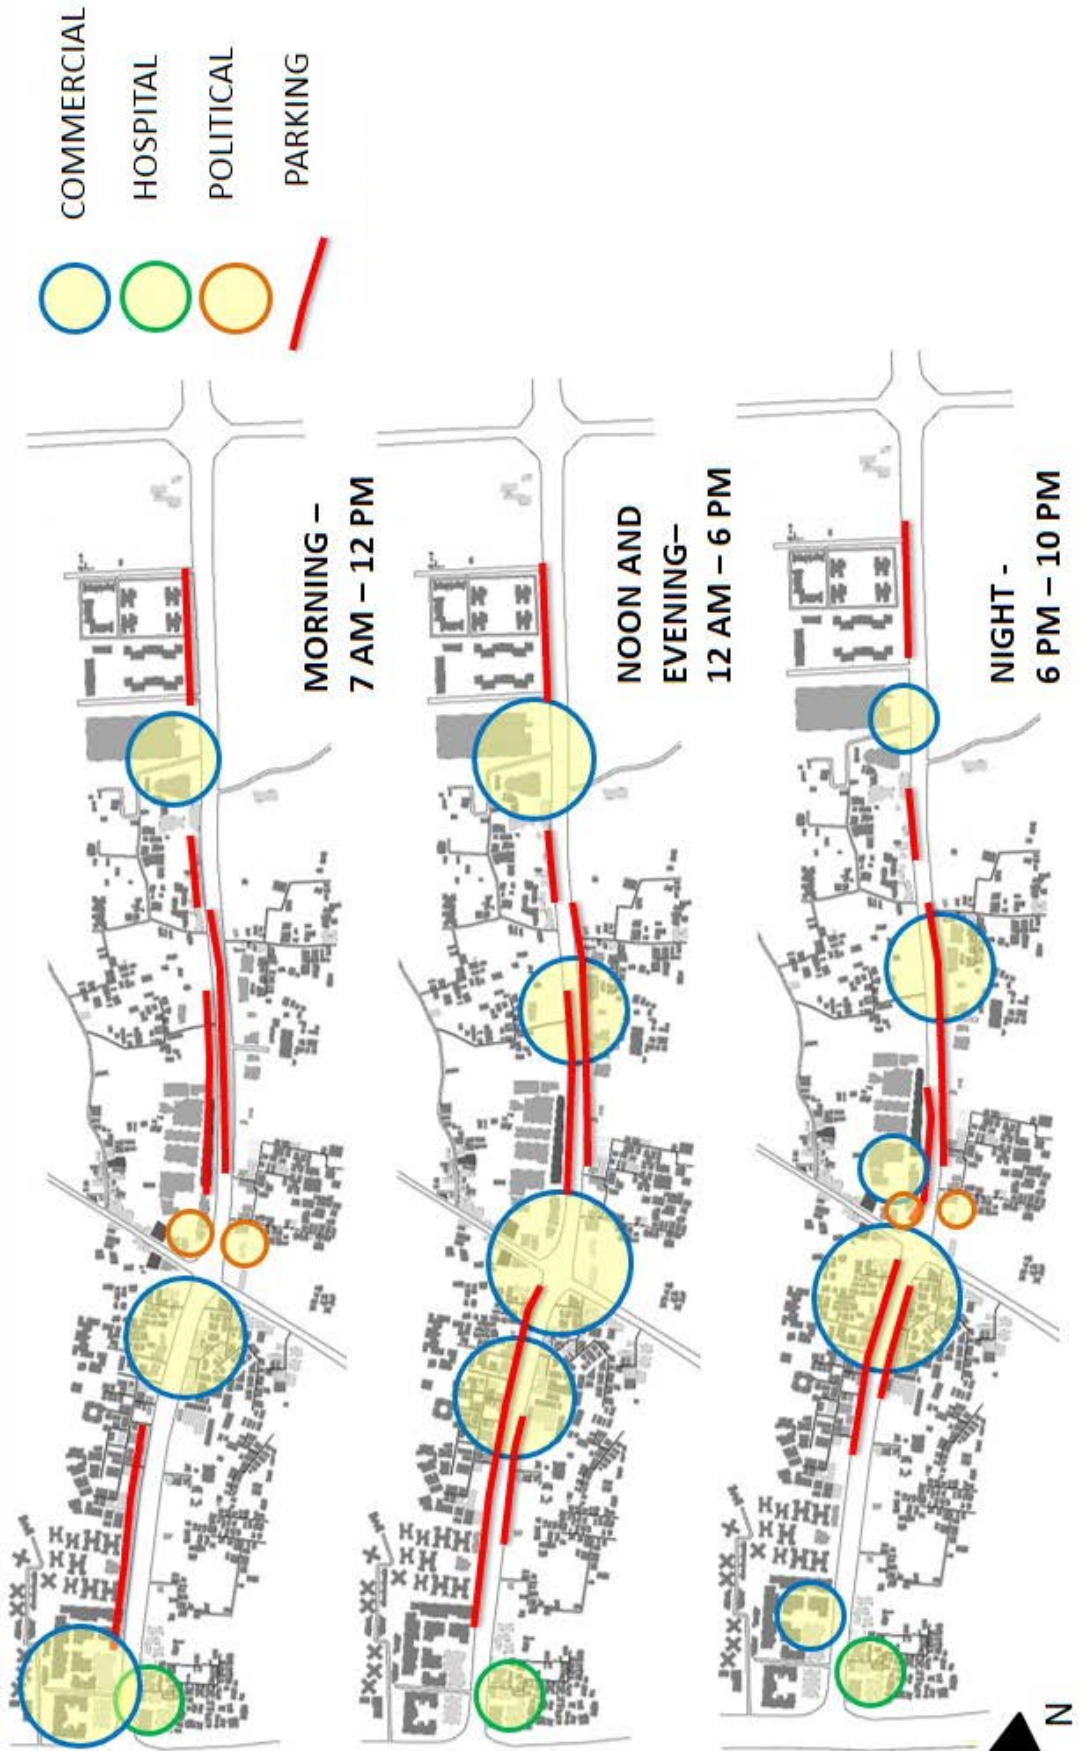 COMMERCIAL
HOSPITAL
POLITICAL
PARKING
MORNING –
7 AM – 12 PM
NOON AND
EVENING–
12 AM – 6 PM
NIGHT -
6 PM – 10 PM
N